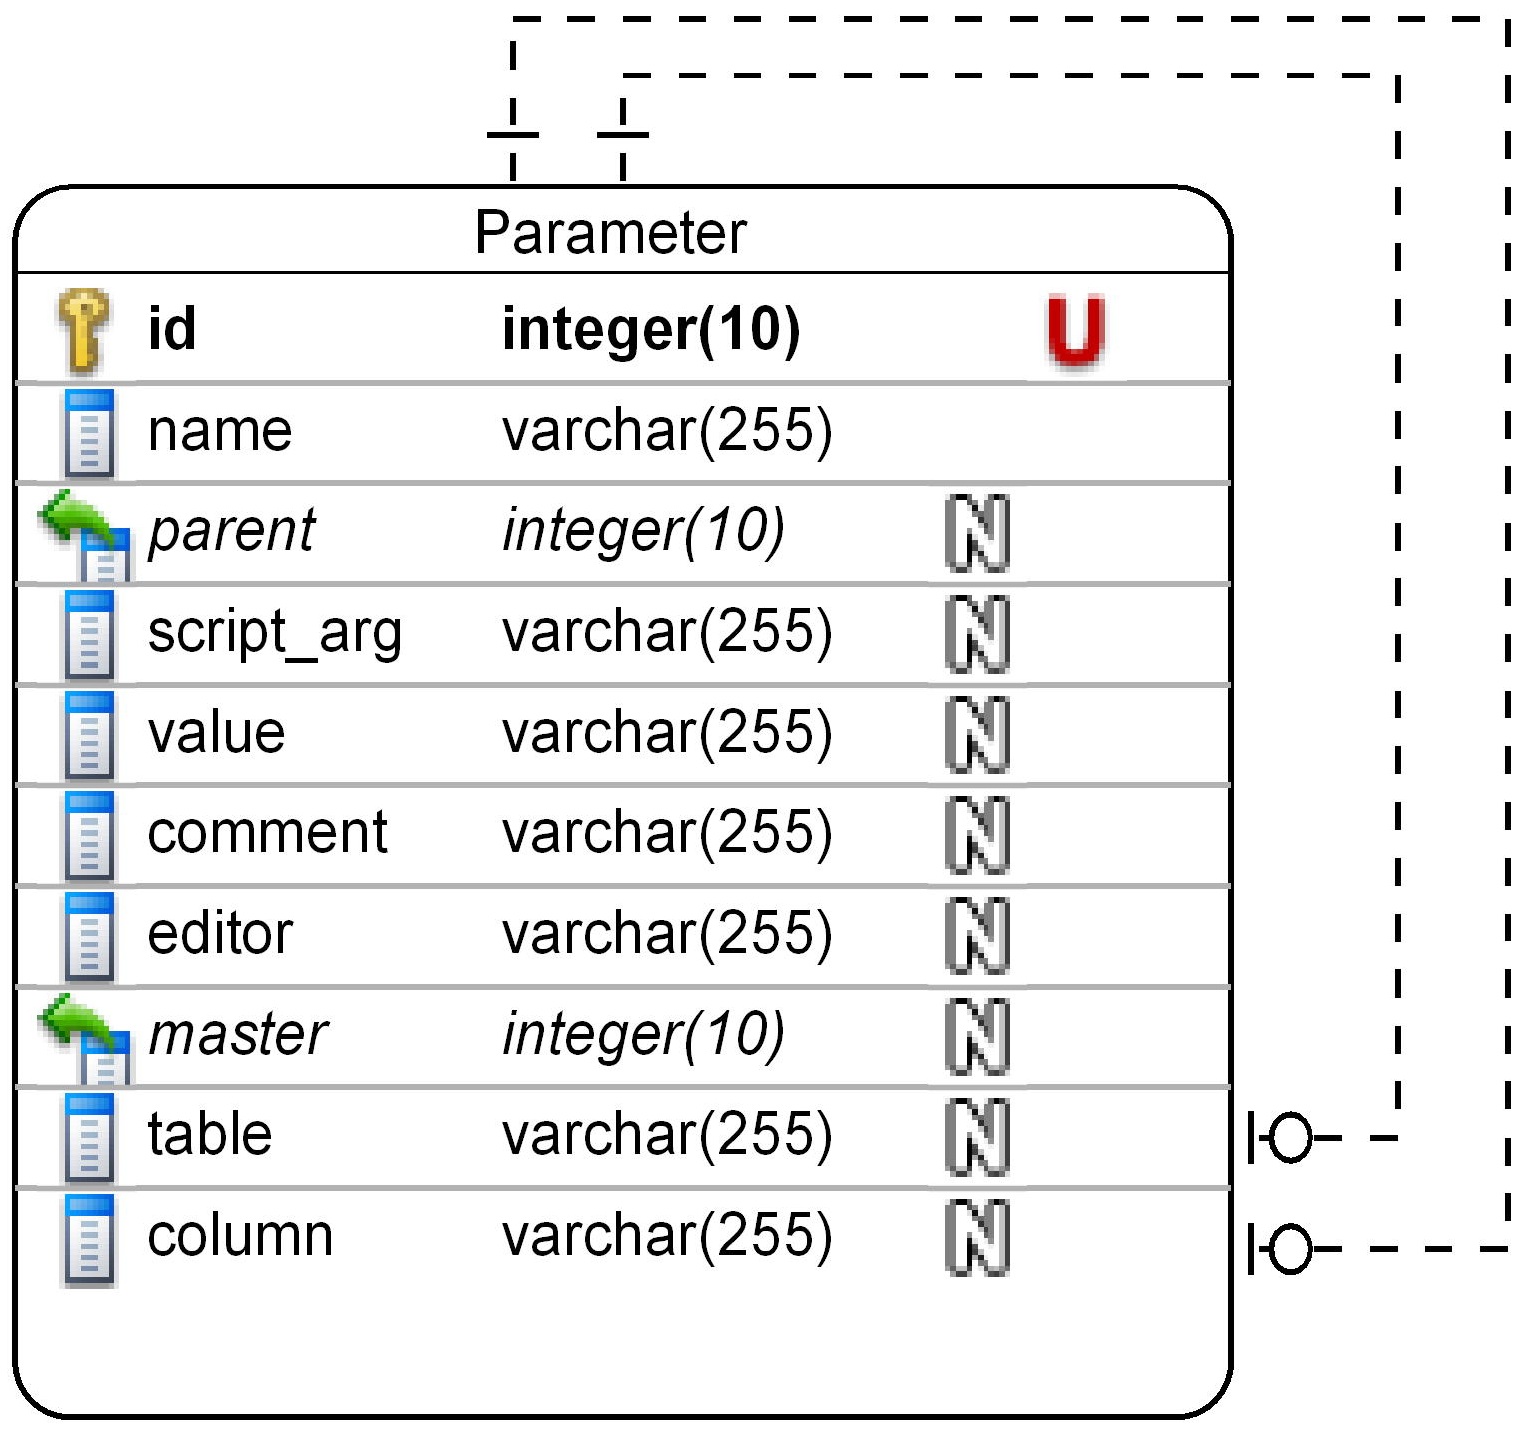 Parameter
id integer(10) U
name varchar(255)
parent integer(10) N
script_arg varchar(255) N
value varchar(255) N
comment varchar(255) N
editor varchar(255) N
master integer(10) N
table varchar(255) N
column varchar(255) N